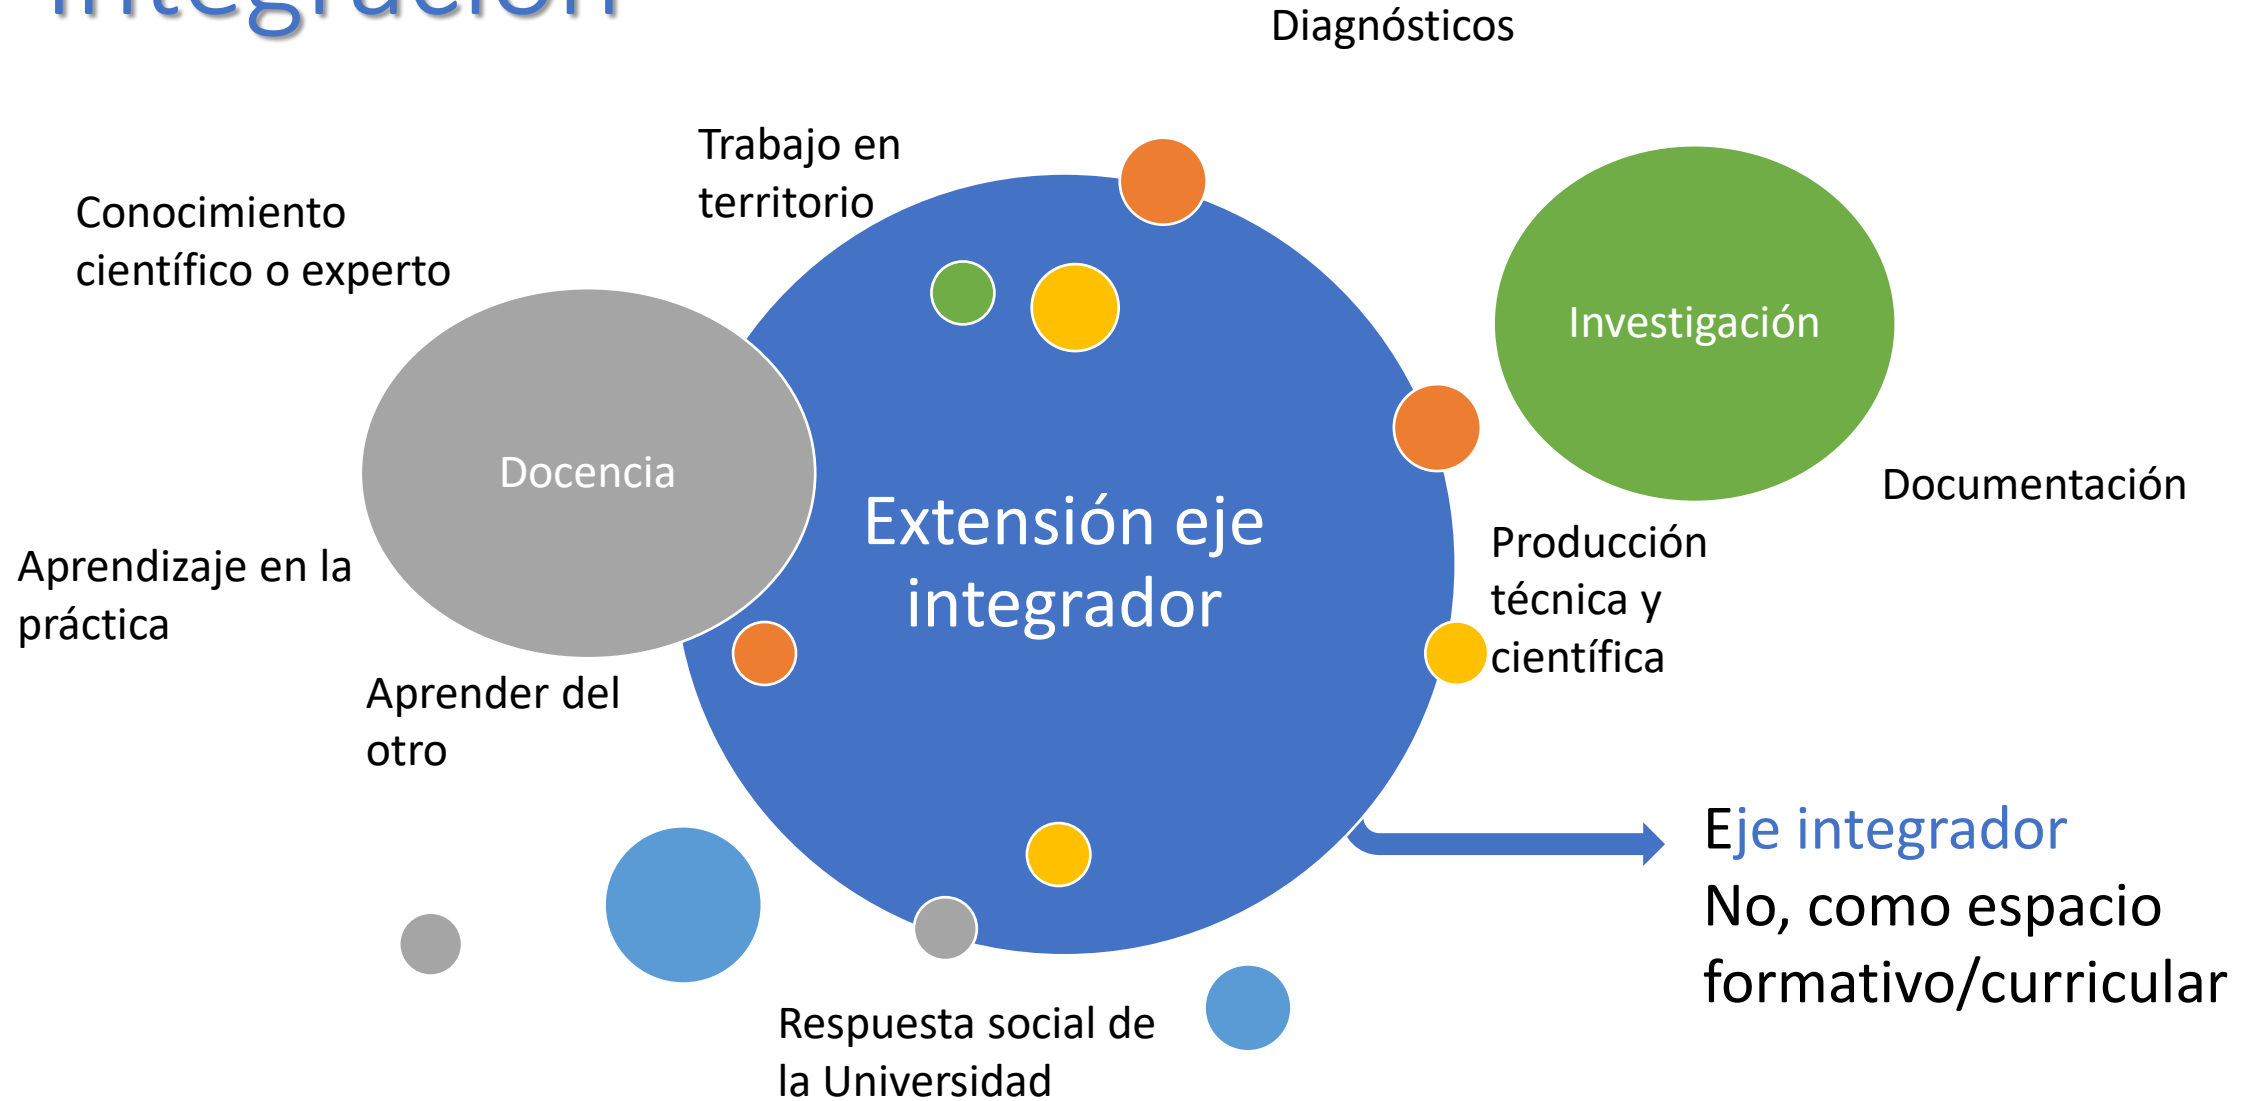 Integración
Diagnósticos
Trabajo en
territorio
Conocimiento
científico o experto
Investigación
Docencia
Extensión eje
integrador
Documentación
Producción
técnica y
científica
Aprendizaje en la
práctica
Aprender del
otro
Eje integrador
No, como espacio
formativo/curricular
Respuesta social de
la Universidad